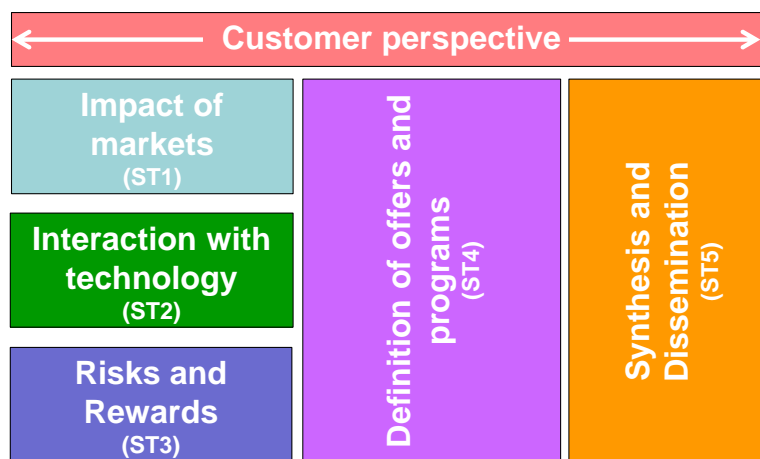 Customer perspective
Impact of
markets
(ST1)
Interaction with
technology
(ST2)
Risks and
Rewards
(ST3)
Definition of offers and
programs
(ST4)
Synthesis and
Dissemination
(ST5)